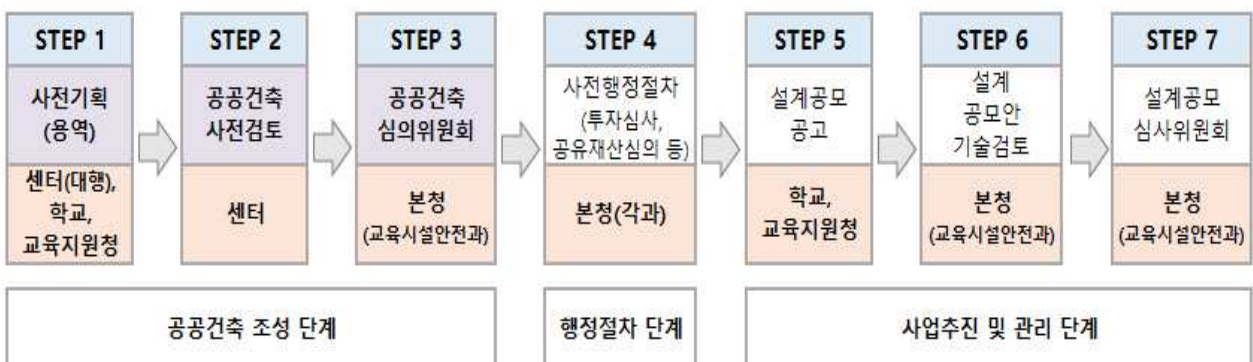 STEP 1
사전기획
(용역)
센터(대행),
학교,
교육지원청
STEP 2
공공건축
사전검토
센터
STEP 3
공공건축
심의위원회
본청
(교육시설안전과)
STEP 4
사전행정절차
(투자심사,
공유재산심의 등)
본청(각과)
STEP 5
설계공모
공고
학교,
교육지원청
STEP 6
설계
공모안
기술검토
본청
(교육시설안전과)
STEP 7
설계공모
심사위원회
본청
(교육시설안전과)
공공건축 조성 단계
행정절차 단계
사업추진 및 관리 단계